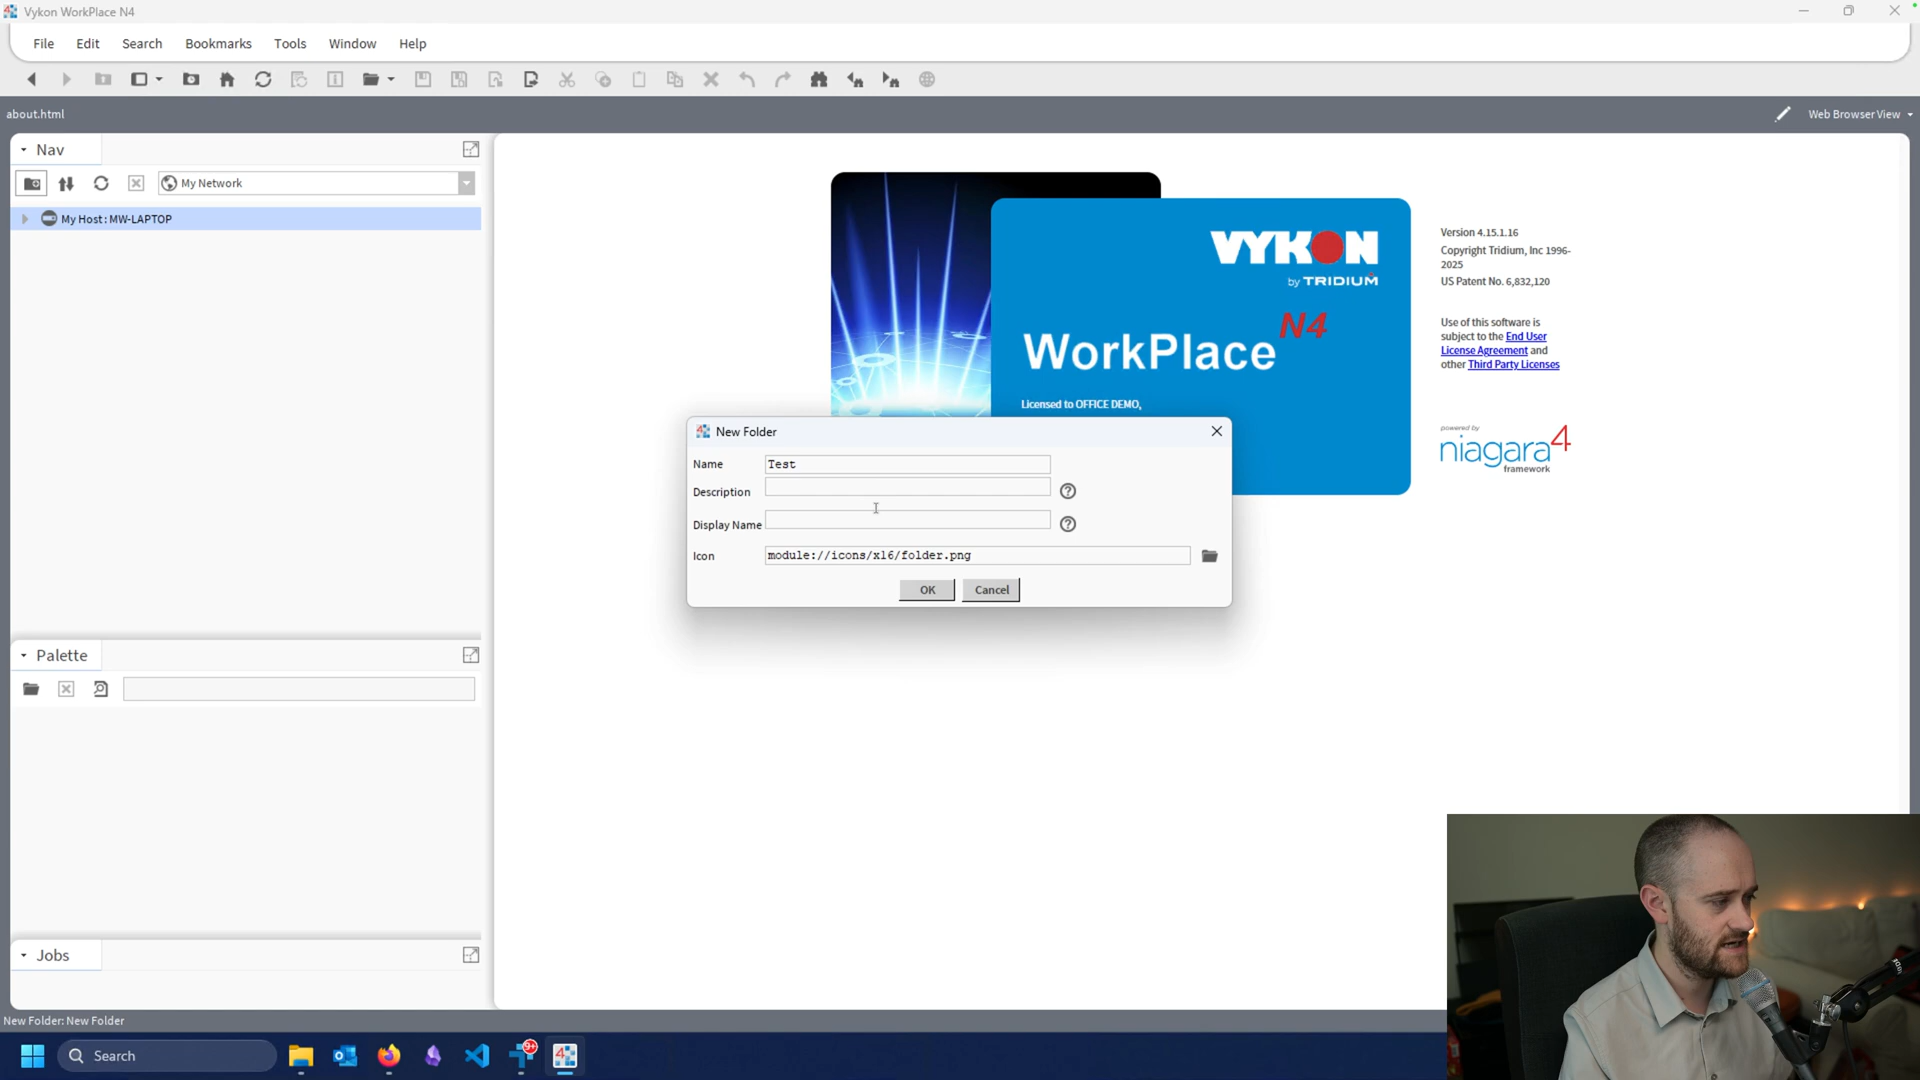 Vykon WorkPlace N4
File Edit Search Bookmarks Tools Window Help
about.html
Web Browser View
Nav
My Network
My Host : MW-LAPTOP
VYKON
by TRIDIUM
WorkPlace N4
Licensed to OFFICE DEMO,
Version 4.15.1.16
Copyright Tridium, Inc 1996-
2025
US Patent No. 6,832,120
Use of this software is
subject to the End User
License Agreement and
other Third Party Licenses
powered by
niagara4
framework
New Folder
Name Test
Description
Display Name
Icon module://icons/x16/folder.png
OK Cancel
Palette
Jobs
New Folder: New Folder
Search
9+